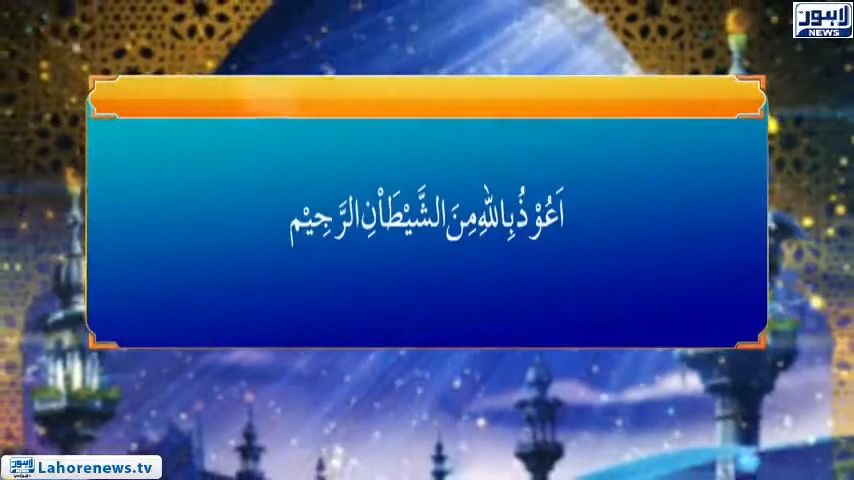 لاہور
NEWS
اَعُوْذُ بِاللّٰهِ مِنَ الشَّيْطَاْنِ الرَّجِيْم
Lahorenews.tv